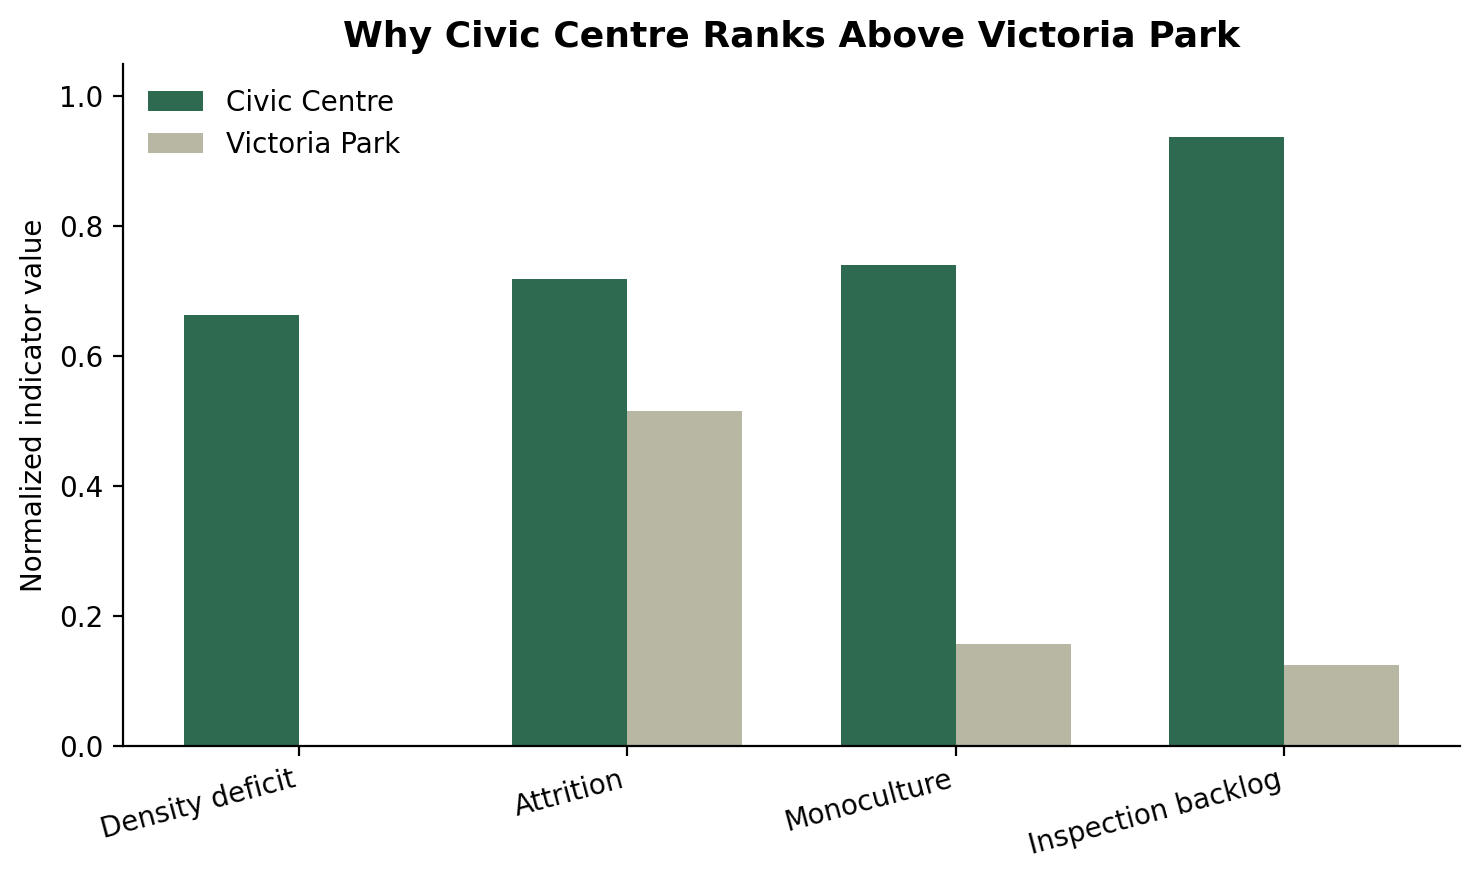 Why Civic Centre Ranks Above Victoria Park
Civic Centre
Victoria Park
Normalized indicator value
1.0
0.8
0.6
0.4
0.2
0.0
Density deficit
Attrition
Monoculture
Inspection backlog